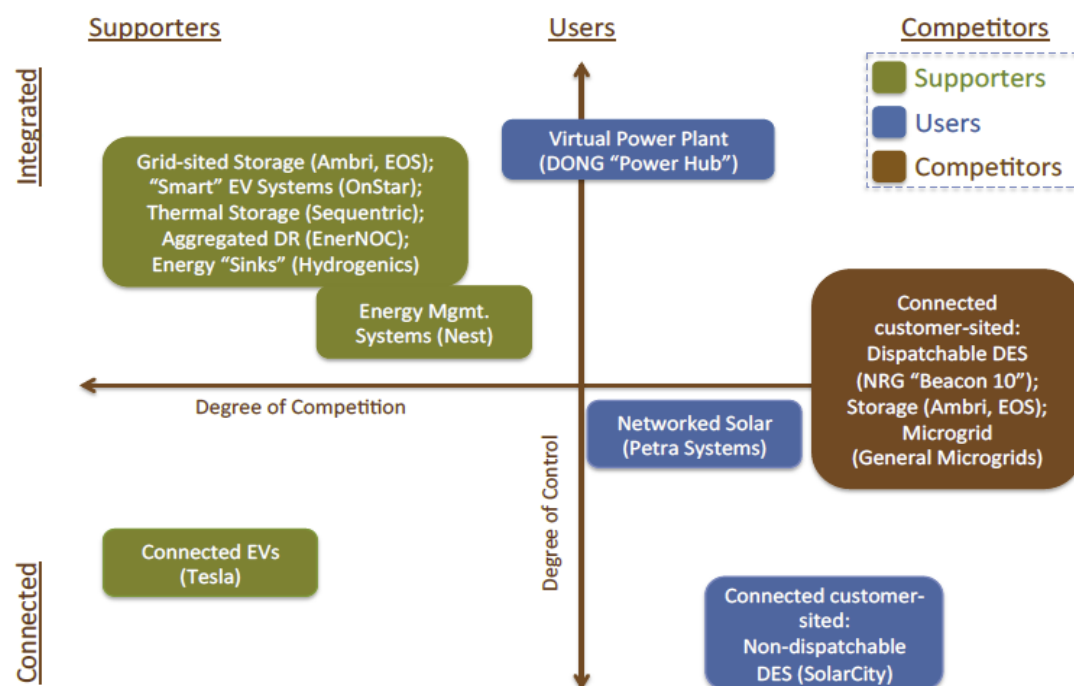 Supporters
Users
Competitors
Integrated
Supporters
Users
Competitors
Virtual Power Plant
(DONG “Power Hub”)
Grid-sited Storage (Ambri, EOS);
“Smart” EV Systems (OnStar);
Thermal Storage (Sequentric);
Aggregated DR (EnerNOC);
Energy “Sinks” (Hydrogenics)
Energy Mgmt.
Systems (Nest)
Connected
customer-sited:
Dispatchable DES
(NRG “Beacon 10”);
Storage (Ambri, EOS);
Microgrid
(General Microgrids)
Degree of Competition
Networked Solar
(Petra Systems)
Degree of Control
Connected
Connected EVs
(Tesla)
Connected customer-
sited:
Non-dispatchable
DES (SolarCity)